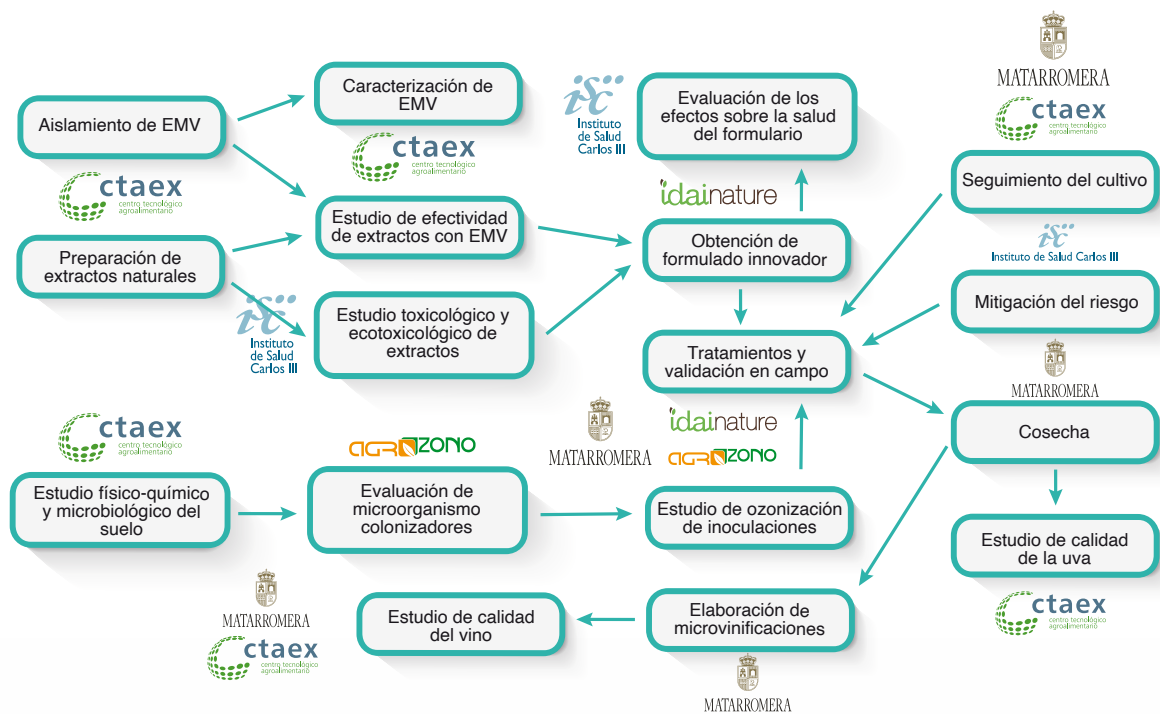 MATARROMERA
Caracterización de
EMV
isc
Instituto
de Salud
Carlos III
Evaluación de los
efectos sobre la salud
del formulario
ctaex
centro tecnológico
agroalimentario
Aislamiento de EMV
ctaex
centro tecnológico
agroalimentario
Seguimiento del cultivo
ctaex
centro tecnológico
agroalimentario
idainature
Estudio de efectividad
de extractos con EMV
Obtención de
formulado innovador
isc
Instituto de Salud Carlos III
Preparación de
extractos naturales
Mitigación del riesgo
isc
Instituto
de Salud
Carlos III
Estudio toxicológico y
ecotoxicológico de
extractos
Tratamientos y
validación en campo
MATARROMERA
idainature
AGROZONO
MATARROMERA
Cosecha
ctaex
centro tecnológico
agroalimentario
AGROZONO
Estudio físico-químico
y microbiológico del
suelo
Evaluación de
microorganismo
colonizadores
Estudio de ozonización
de inoculaciones
Estudio de calidad
de la uva
MATARROMERA
ctaex
centro tecnológico
agroalimentario
Estudio de calidad
del vino
Elaboración de
microvinificaciones
ctaex
centro tecnológico
agroalimentario
MATARROMERA